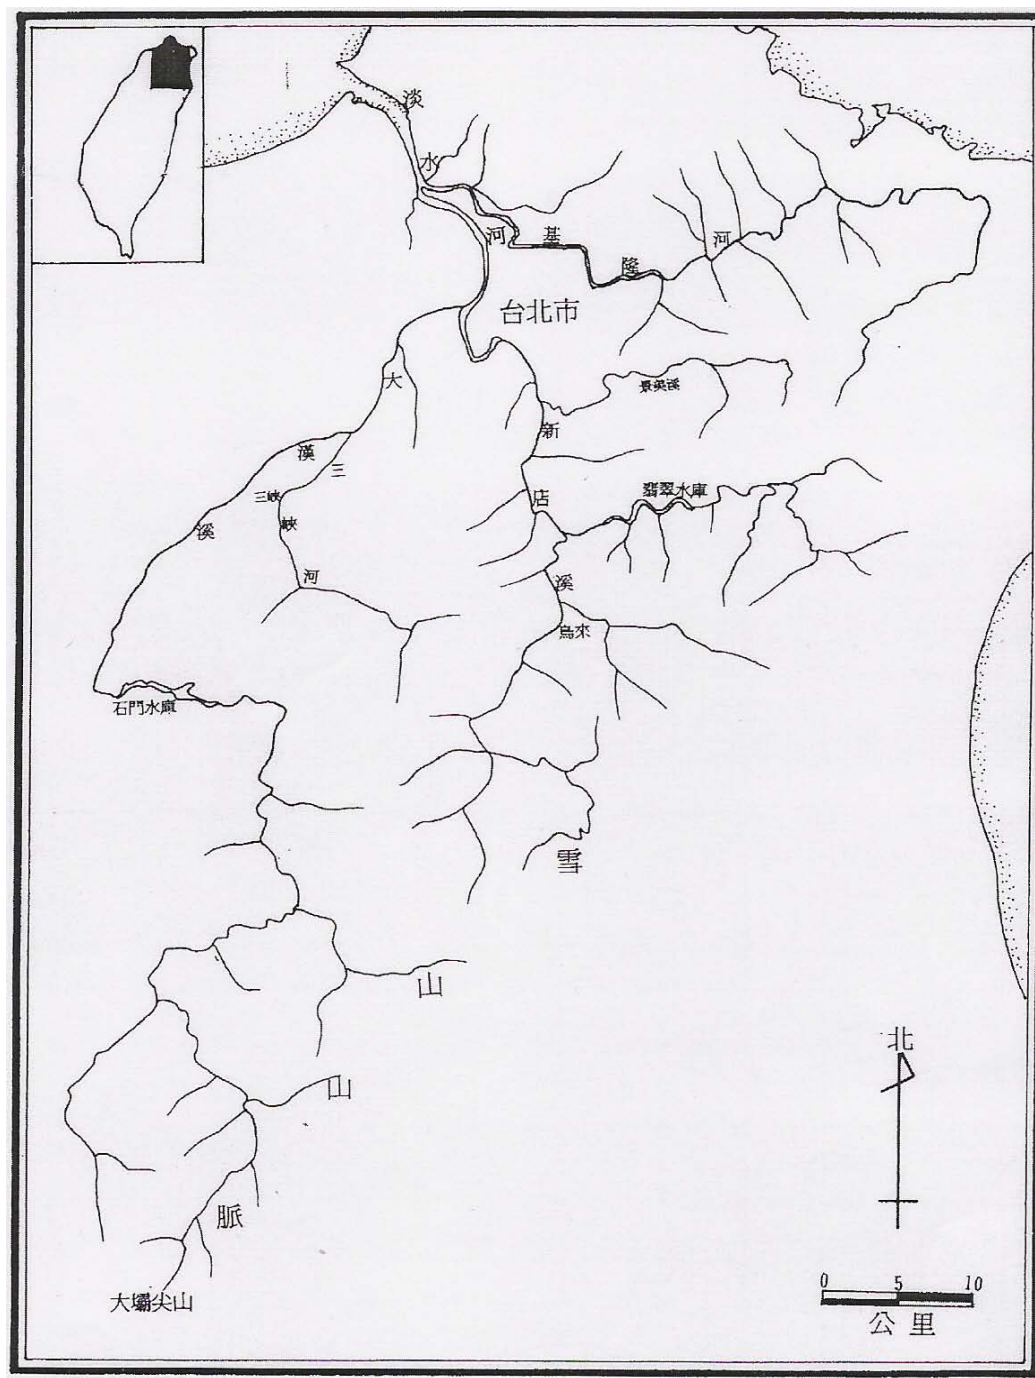 淡水河
基隆河
台北市
大漢溪
景美溪
新店溪
三峽河
三峽
翡翠水庫
烏來
石門水庫
雪山山脈
大壩尖山
北
0 5 10
公里